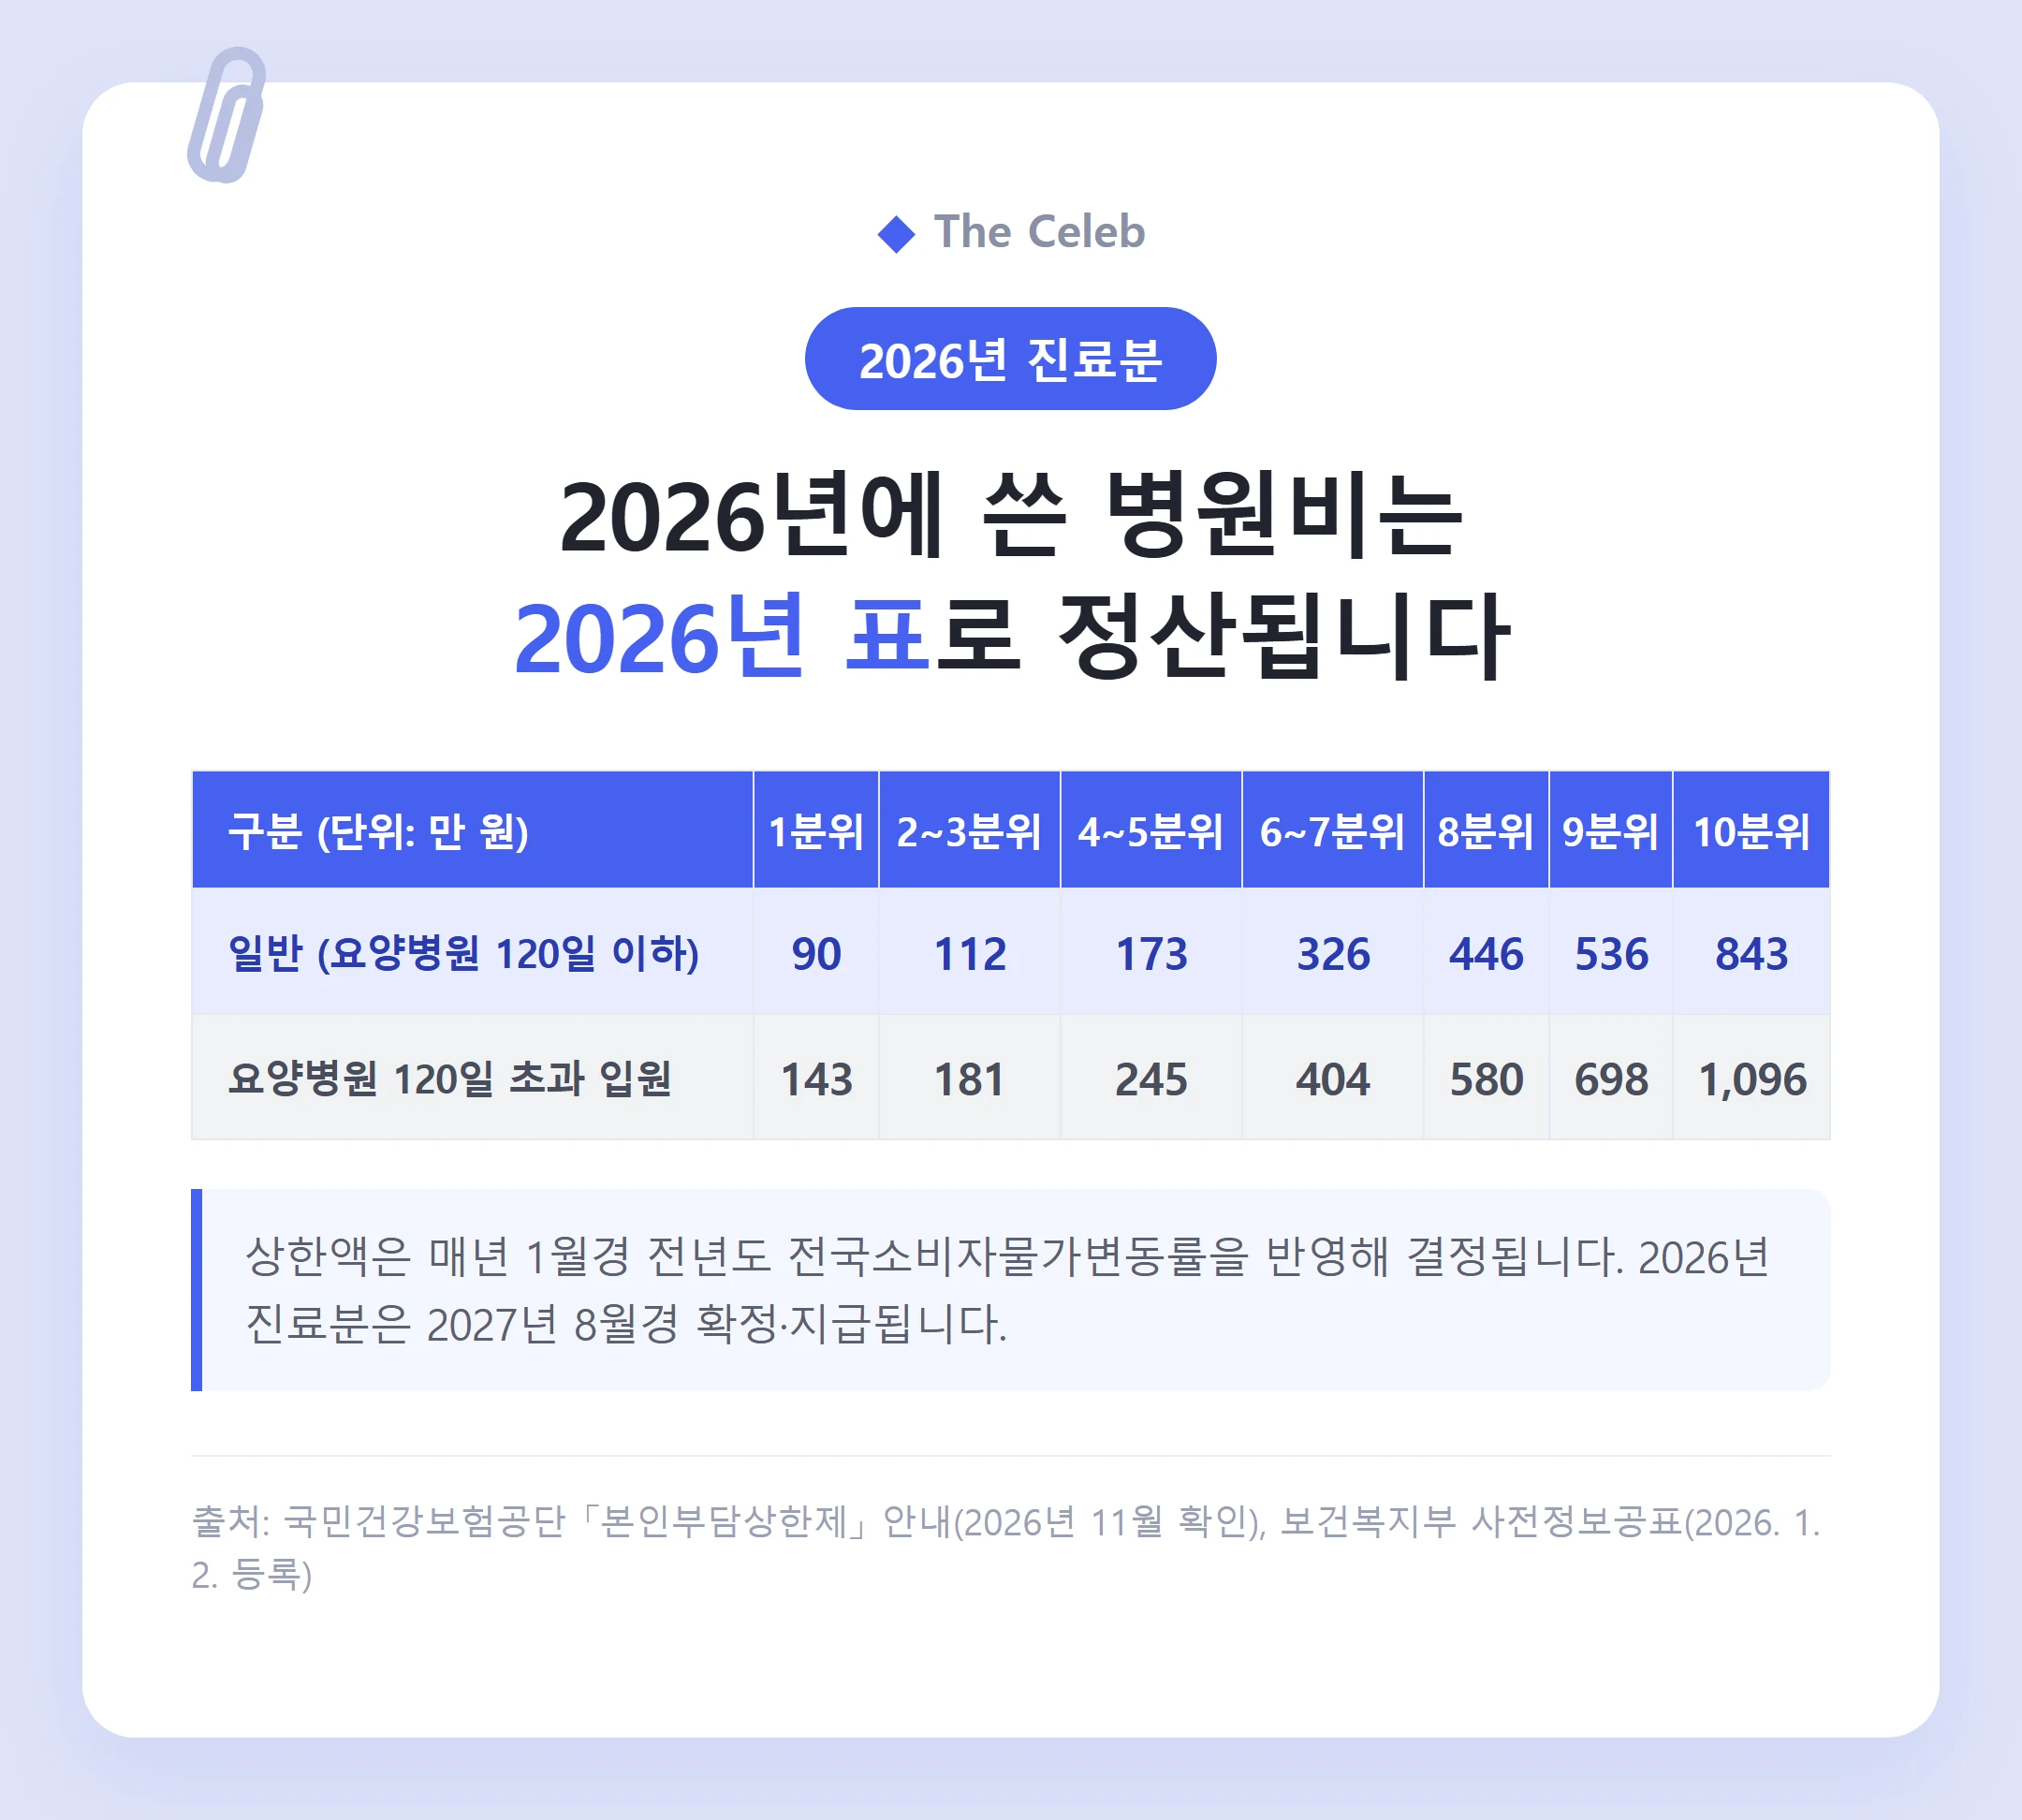 The Celeb
2026년 진료분
2026년에 쓴 병원비는
2026년 표로 정산됩니다
구분 (단위: 만 원) 1분위 2~3분위 4~5분위 6~7분위 8분위 9분위 10분위
일반 (요양병원 120일 이하) 90 112 173 326 446 536 843
요양병원 120일 초과 입원 143 181 245 404 580 698 1,096
상한액은 매년 1월경 전년도 전국소비자물가변동률을 반영해 결정됩니다. 2026년
진료분은 2027년 8월경 확정·지급됩니다.
출처: 국민건강보험공단「본인부담상한제」안내(2026년 11월 확인), 보건복지부 사전정보공표(2026. 1.
2. 등록)